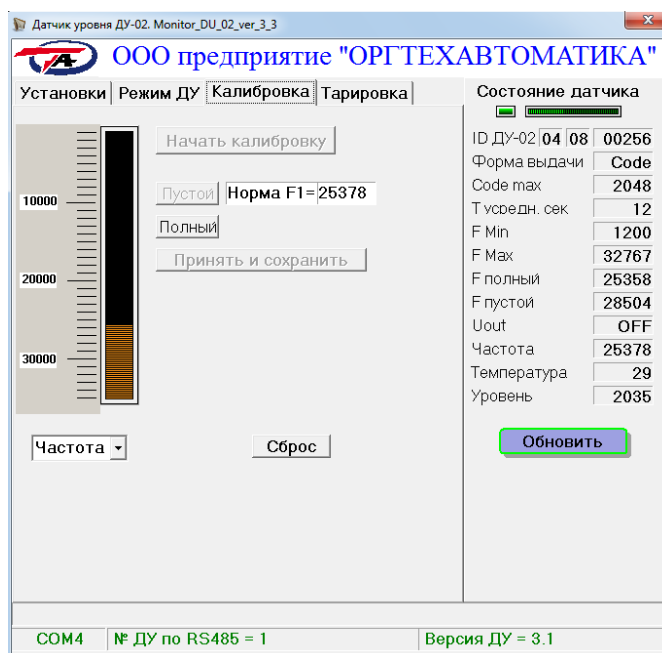 Датчик уровня ДУ-02. Monitor_DU_02_ver_3_3
ТА ООО предприятие "ОРГТЕХАВТОМАТИКА"
Установки Режим ДУ Калибровка Тарировка
Начать калибровку
Пустой Норма F1= 25378
Полный
Принять и сохранить
10000
20000
30000
Частота
Сброс
Состояние датчика
ID ДУ-02 04 08 00256
Форма выдачи Code
Code max 2048
Т усредн. сек 12
F Min 1200
F Max 32767
F полный 25358
F пустой 28504
Uout OFF
Частота 25378
Температура 29
Уровень 2035
Обновить
COM4 № ДУ по RS485 = 1 Версия ДУ = 3.1